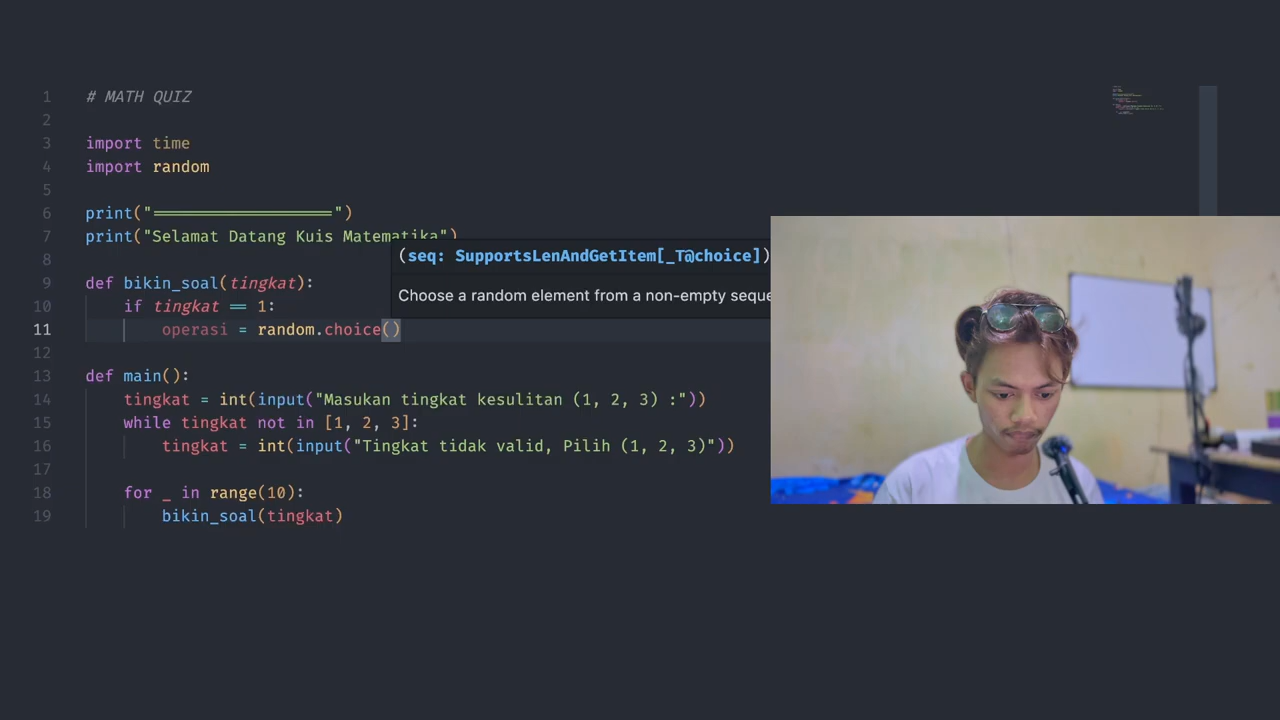 1 # MATH QUIZ
2
3 import time
4 import random
5
6 print("====================")
7 print("Selamat Datang Kuis Matematika")
8
9 def bikin_soal(tingkat):
10 if tingkat == 1:
11 operasi = random.choice()
(seq: SupportsLenAndGetItem[_T@choice])
Choose a random element from a non-empty seque
12
13 def main():
14 tingkat = int(input("Masukan tingkat kesulitan (1, 2, 3) :"))
15 while tingkat not in [1, 2, 3]:
16 tingkat = int(input("Tingkat tidak valid, Pilih (1, 2, 3)"))
17
18 for _ in range(10):
19 bikin_soal(tingkat)